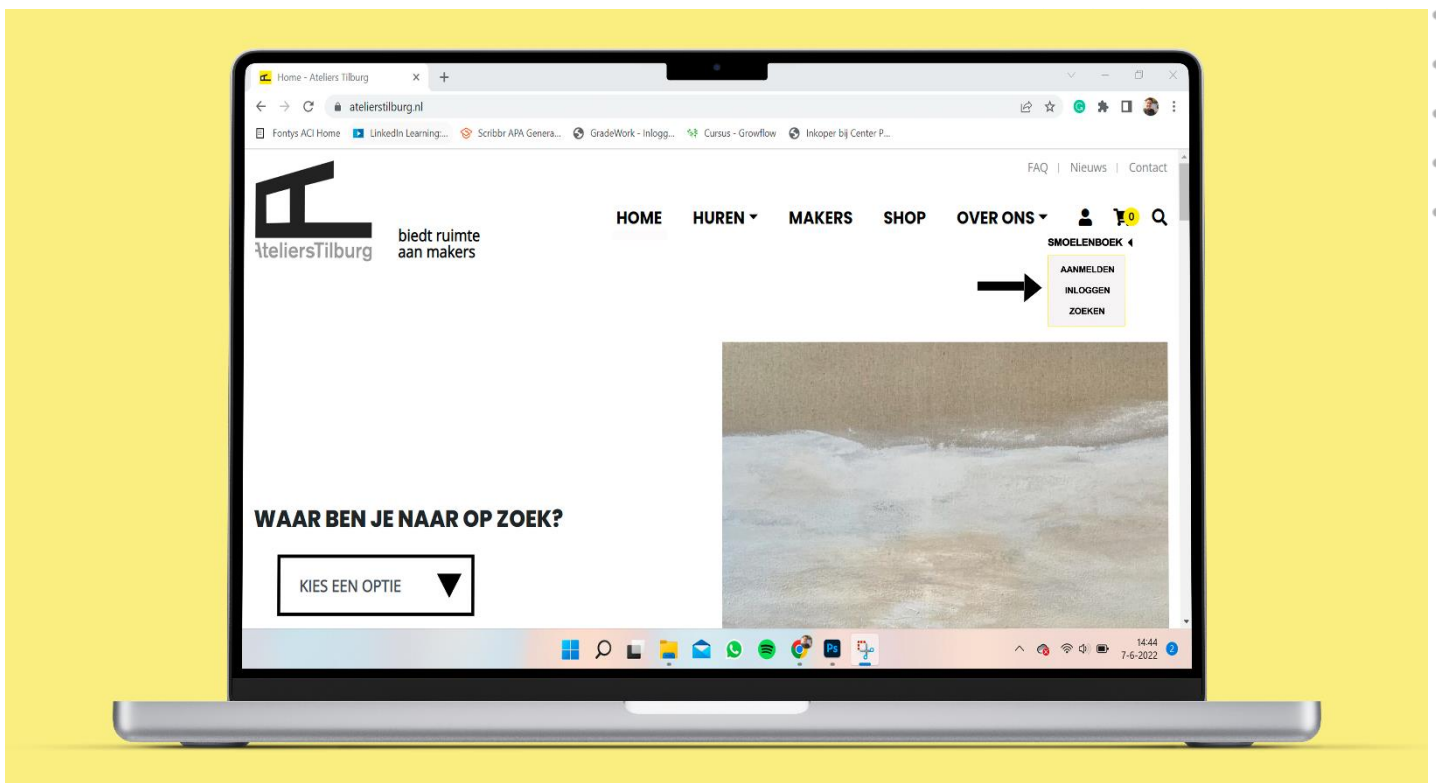 Home - Ateliers Tilburg
atelierstilburg.nl
Fontys ACI Home LinkedIn Learning:... Scribbr APA Genera... GradeWork - Inlogg... Cursus - Growflow Inkoper bij Center P...
FAQ | Nieuws | Contact
HOME HUREN MAKERS SHOP OVER ONS 0
AteliersTilburg
biedt ruimte
aan makers
SMOELENBOEK
AANMELDEN
INLOGGEN
ZOEKEN
WAAR BEN JE NAAR OP ZOEK?
KIES EEN OPTIE
Ps
14:44
7-6-2022 2